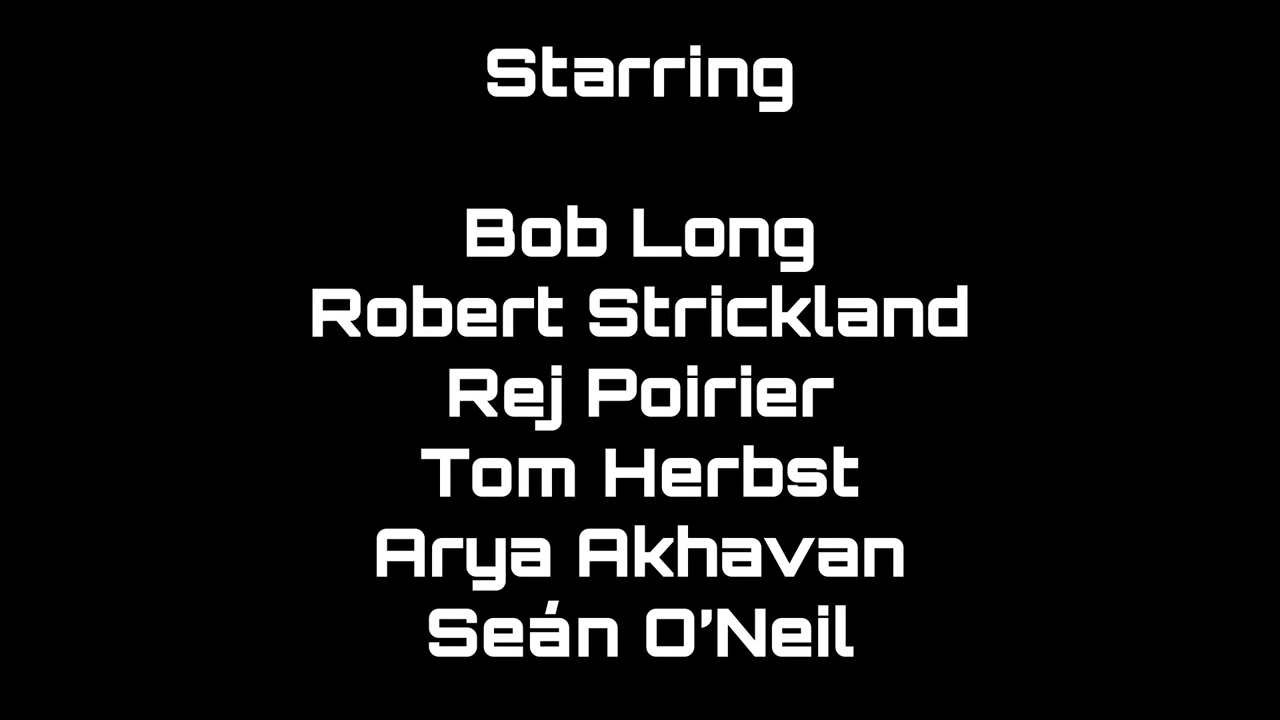 Starring
Bob Long
Robert Strickland
Rej Poirier
Tom Herbst
Arya Akhavan
Seán O'Neil